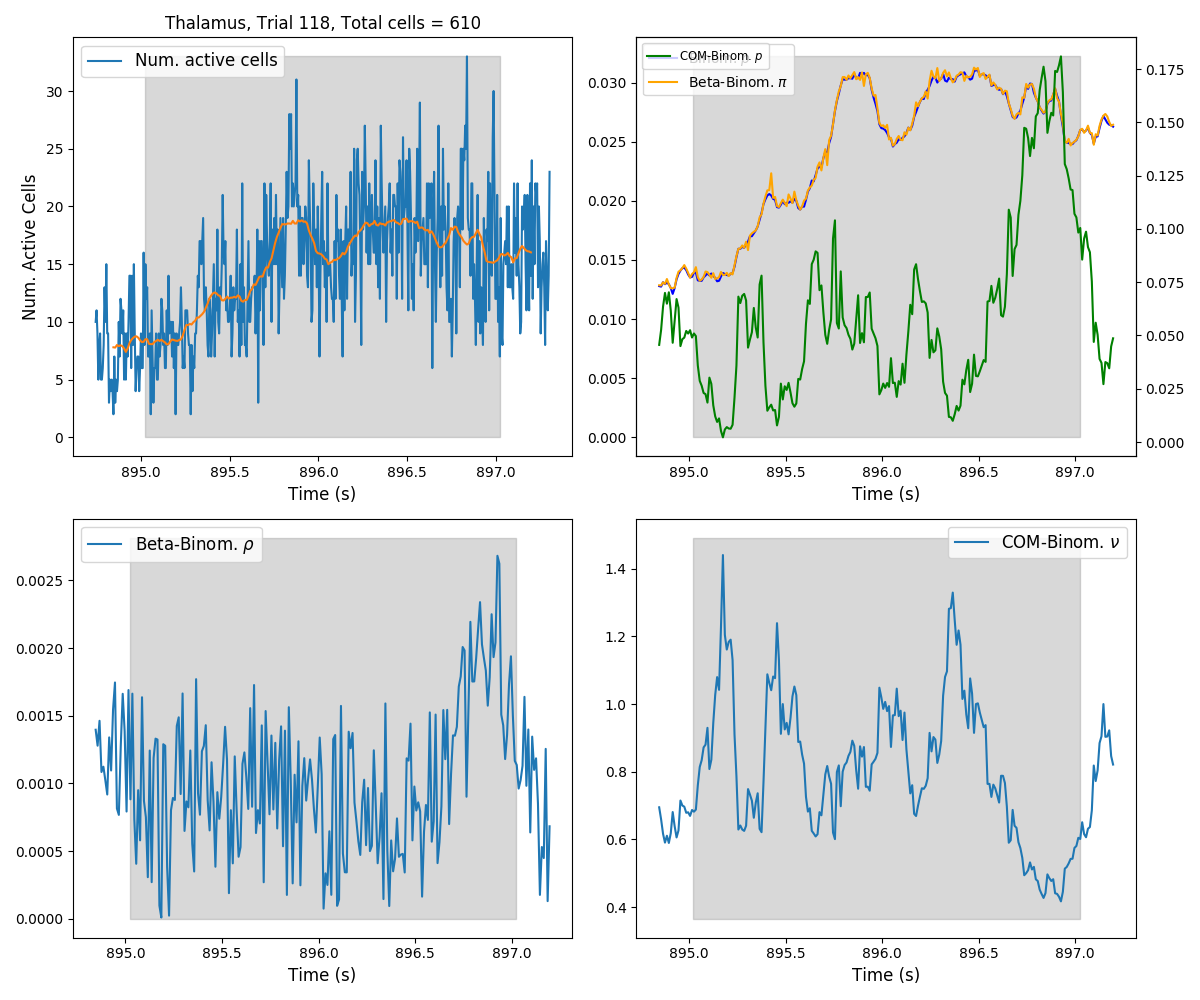 Thalamus, Trial 118, Total cells = 610
Num. active cells
Num. Active Cells
0
5
10
15
20
25
30
895.0 895.5 896.0 896.5 897.0
Time (s)
COM-Binom. p
Beta-Binom. π
0.030
0.025
0.020
0.015
0.010
0.005
0.000
0.175
0.150
0.125
0.100
0.075
0.050
0.025
0.000
895.0 895.5 896.0 896.5 897.0
Time (s)
Beta-Binom. ρ
0.0025
0.0020
0.0015
0.0010
0.0005
0.0000
895.0 895.5 896.0 896.5 897.0
Time (s)
COM-Binom. ν
1.4
1.2
1.0
0.8
0.6
0.4
895.0 895.5 896.0 896.5 897.0
Time (s)